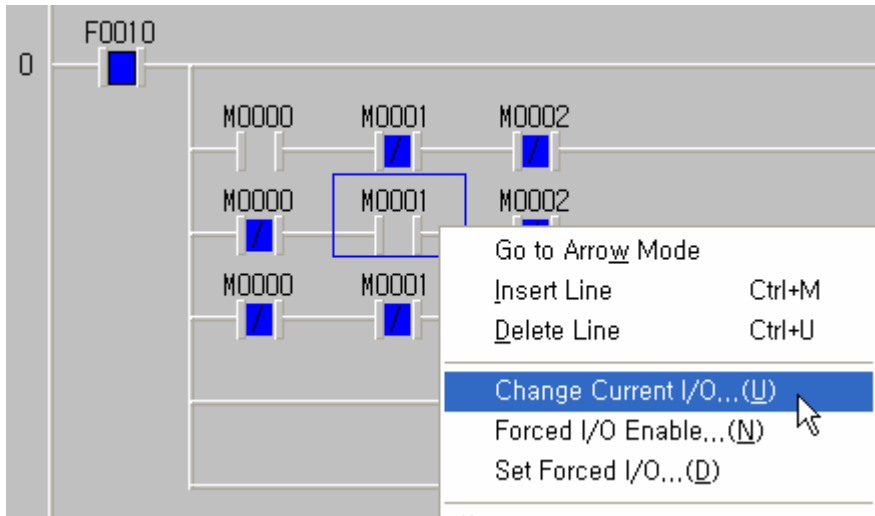 F0010
0
M0000 M0001 M0002
M0000 M0001 M0002
M0000 M0001
Go to Arrow Mode
Insert Line Ctrl+M
Delete Line Ctrl+U
Change Current I/O...(U)
Forced I/O Enable...(N)
Set Forced I/O...(D)